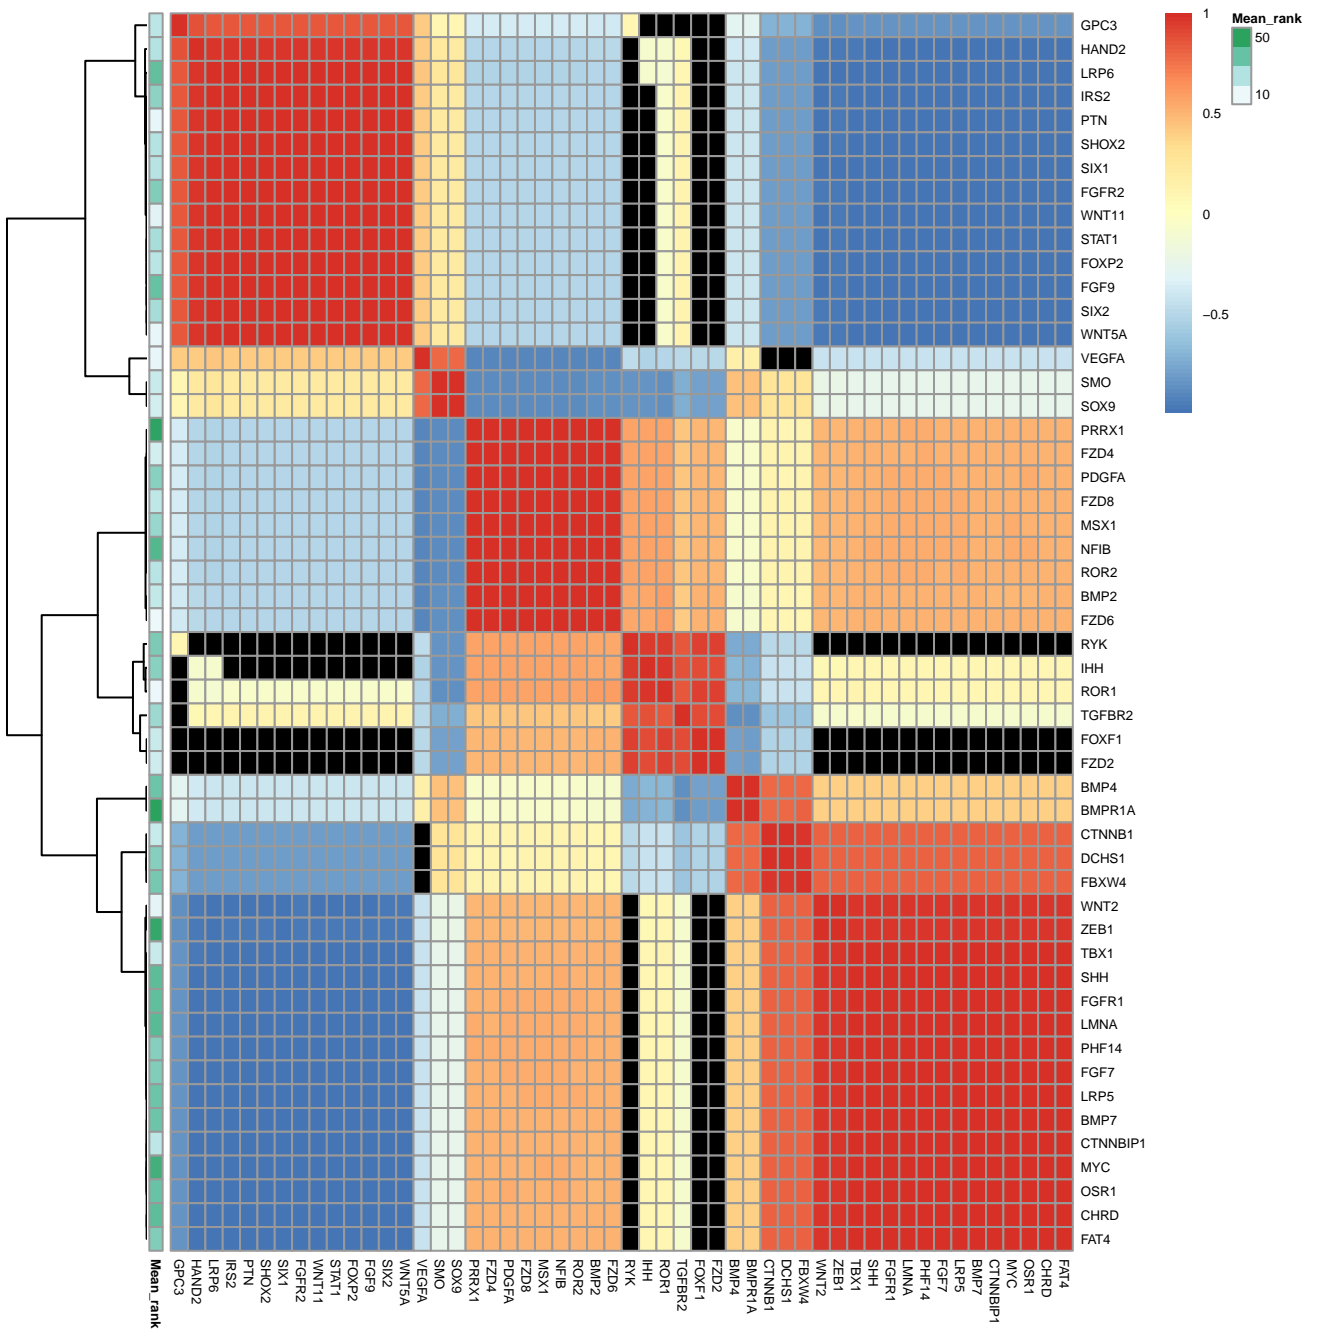 GPC3
HAND2
LRP6
IRS2
PTN
SHOX2
SIX1
FGFR2
WNT11
STAT1
FOXP2
FGF9
SIX2
WNT5A
VEGFA
SMO
SOX9
PRRX1
FZD4
PDGFA
FZD8
MSX1
NFIB
ROR2
BMP2
FZD6
RYK
IHH
ROR1
TGFBR2
FOXF1
FZD2
BMP4
BMPR1A
CTNNB1
DCHS1
FBXW4
WNT2
ZEB1
TBX1
SHH
FGFR1
LMNA
PHF14
FGF7
LRP5
BMP7
CTNNBIP1
MYC
OSR1
CHRD
FAT4
1
0.5
0
−0.5
Mean_rank
50
10
Mean_rank
GPC3
HAND2
LRP6
IRS2
PTN
SHOX2
SIX1
FGFR2
WNT11
STAT1
FOXP2
FGF9
SIX2
WNT5A
VEGFA
SMO
SOX9
PRRX1
FZD4
PDGFA
FZD8
MSX1
NFIB
ROR2
BMP2
FZD6
RYK
IHH
ROR1
TGFBR2
FOXF1
FZD2
BMP4
BMPR1A
CTNNB1
DCHS1
FBXW4
WNT2
ZEB1
TBX1
SHH
FGFR1
LMNA
PHF14
FGF7
LRP5
BMP7
CTNNBIP1
MYC
OSR1
CHRD
FAT4